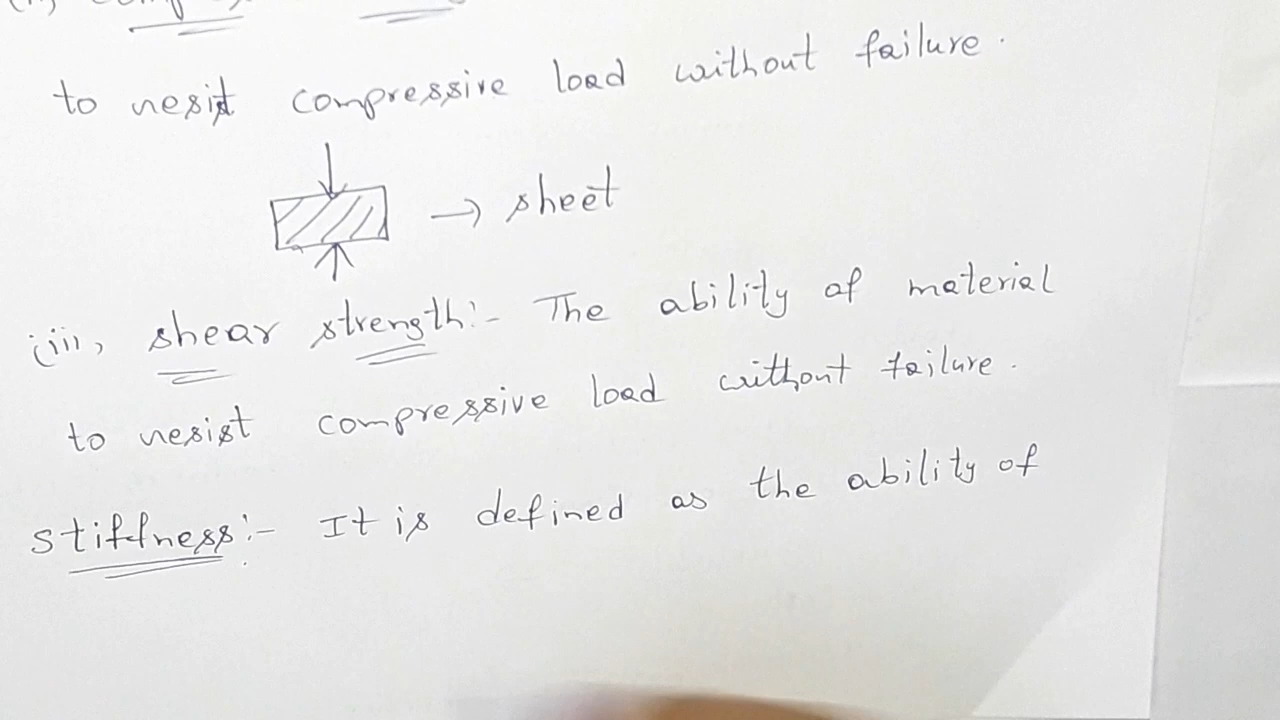 to resist compressive load without failure.
→ sheet
(iii, shear strength:- The ability of material
to resist compressive load without failure.
stiffness:- It is defined as the ability of